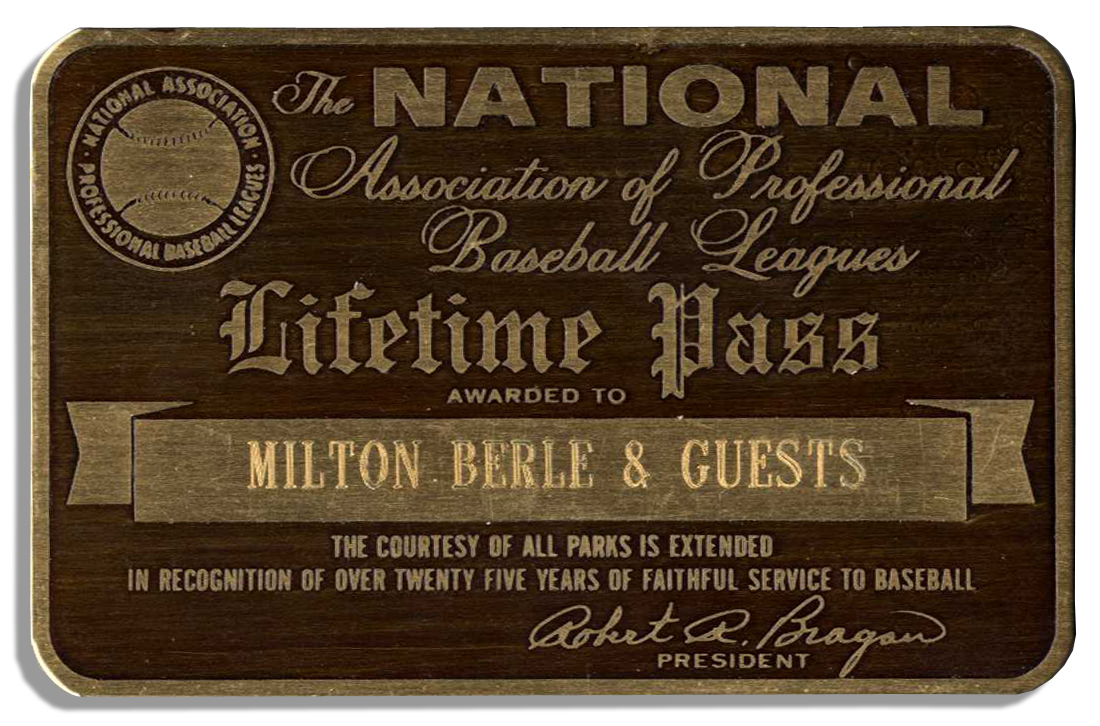 · NATIONAL ASSOCIATION · PROFESSIONAL BASEBALL LEAGUES
The NATIONAL
Association of Professional
Baseball Leagues
Lifetime Pass
AWARDED TO
MILTON BERLE & GUESTS
THE COURTESY OF ALL PARKS IS EXTENDED
IN RECOGNITION OF OVER TWENTY FIVE YEARS OF FAITHFUL SERVICE TO BASEBALL
Robert R. Bragan
PRESIDENT